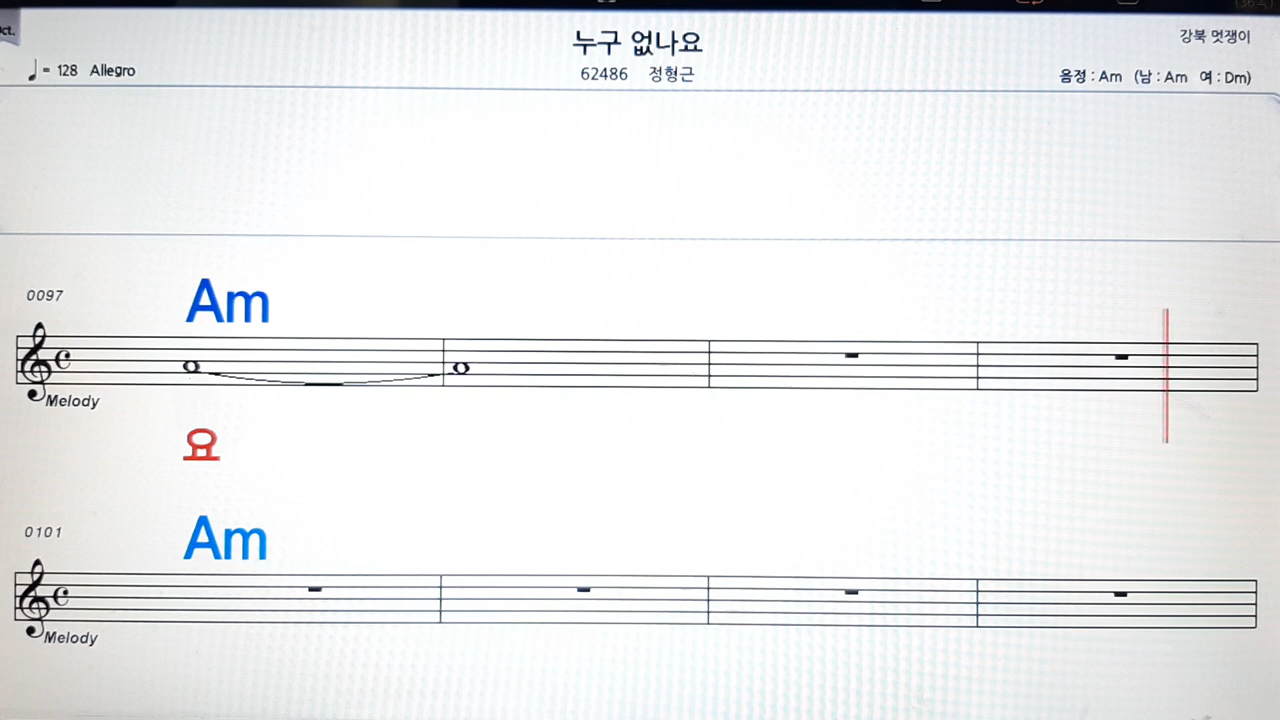 누구 없나요
강북 멋쟁이
♩= 128 Allegro
62486 정형근
음정 : Am (남 : Am 여 : Dm)
0097
Am
Melody
요
0101
Am
Melody